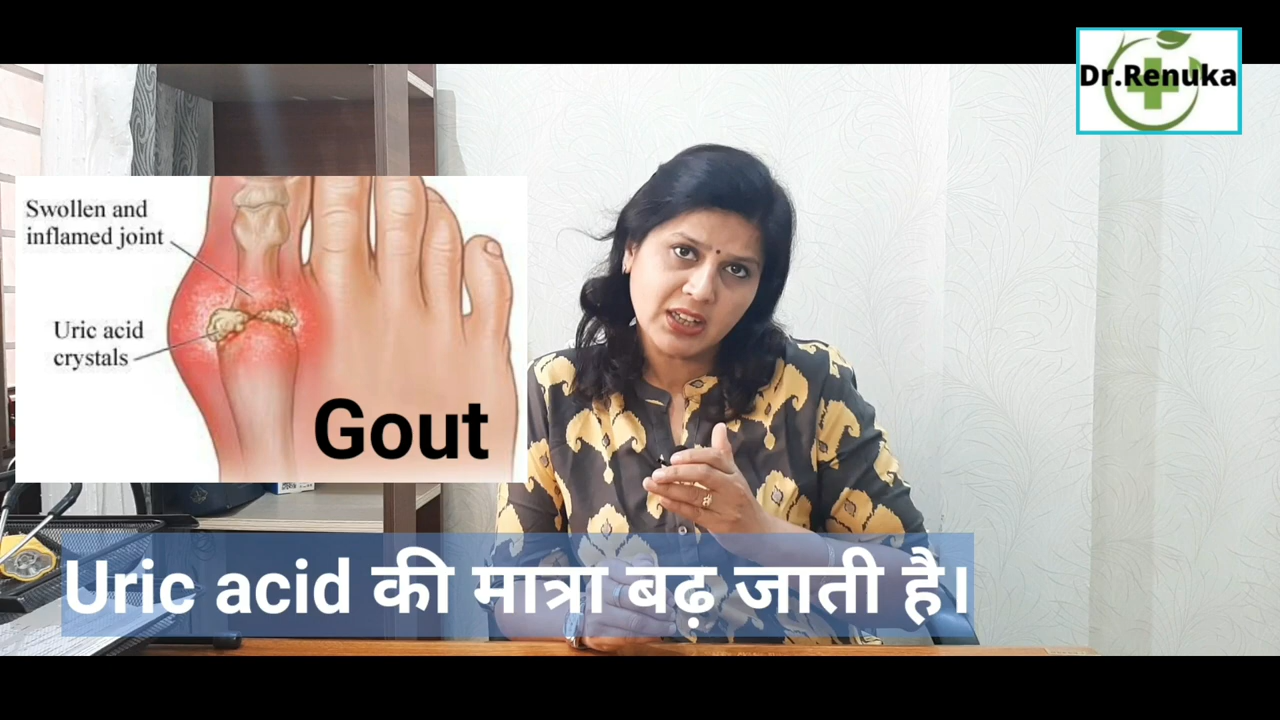 Dr.Renuka
Swollen and
inflamed joint
Uric acid
crystals
Gout
Uric acid की मात्रा बढ़ जाती है।